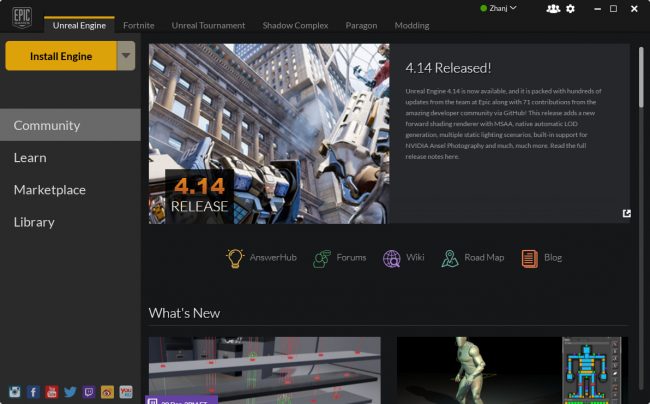 EPIC
Unreal Engine
Fortnite
Unreal Tournament
Shadow Complex
Paragon
Modding
Zhanj
Install Engine
Community
Learn
Marketplace
Library
4.14
RELEASE
4.14 Released!
Unreal Engine 4.14 is now available, and it is packed with hundreds of
updates from the team at Epic along with 71 contributions from the
amazing developer community via GitHub! This release adds a new
forward shading renderer with MSAA, native automatic LOD
generation, multiple static lighting scenarios, built-in support for
NVIDIA Ansel Photography and much, much more. Read the full
release notes here.
AnswerHub
Forums
Wiki
Road Map
Blog
What's New